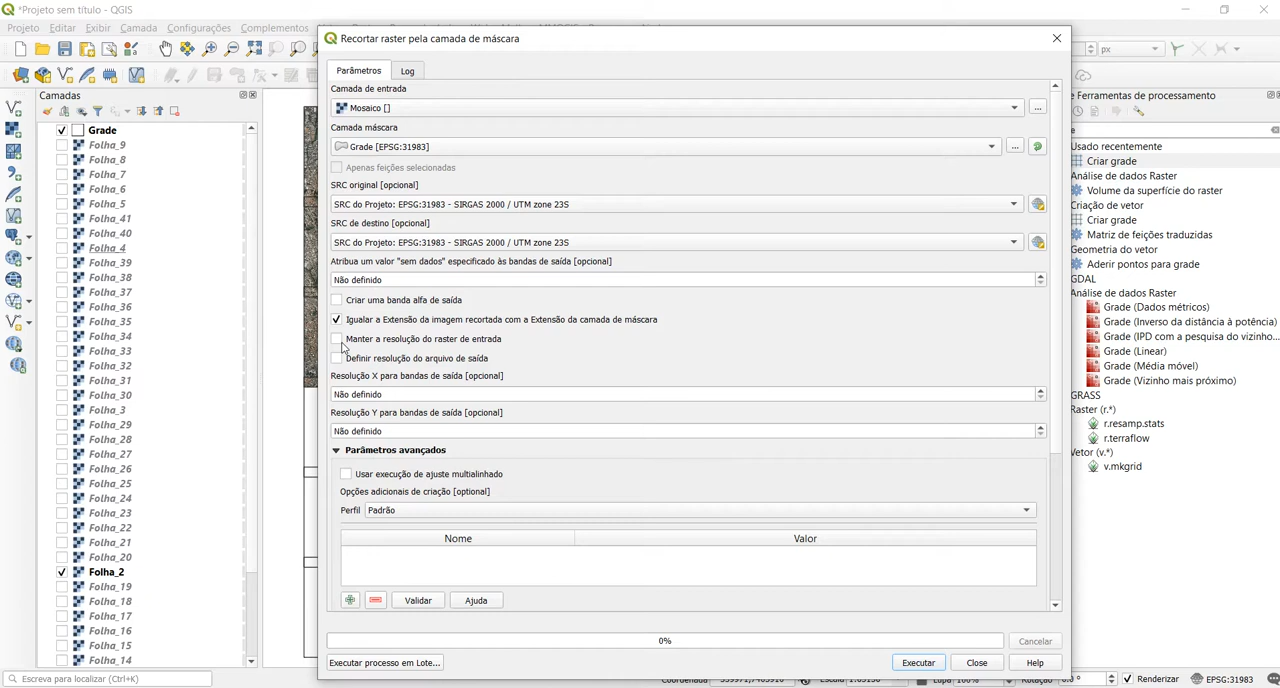 *Projeto sem título - QGIS
Projeto Editar Exibir Camada Configurações Complementos
px
Camadas
Grade
Folha_9
Folha_8
Folha_7
Folha_6
Folha_5
Folha_41
Folha_40
Folha_4
Folha_39
Folha_38
Folha_37
Folha_36
Folha_35
Folha_34
Folha_33
Folha_32
Folha_31
Folha_30
Folha_3
Folha_29
Folha_28
Folha_27
Folha_26
Folha_25
Folha_24
Folha_23
Folha_22
Folha_21
Folha_20
Folha_2
Folha_19
Folha_18
Folha_17
Folha_16
Folha_15
Folha_14
Recortar raster pela camada de máscara
Parâmetros Log
Camada de entrada
Mosaico []
...
Camada máscara
Grade [EPSG:31983]
...
Apenas feições selecionadas
SRC original [opcional]
SRC do Projeto: EPSG:31983 - SIRGAS 2000 / UTM zone 23S
SRC de destino [opcional]
SRC do Projeto: EPSG:31983 - SIRGAS 2000 / UTM zone 23S
Atribua um valor "sem dados" especificado às bandas de saída [opcional]
Não definido
Criar uma banda alfa de saída
Igualar a Extensão da imagem recortada com a Extensão da camada de máscara
Manter a resolução do raster de entrada
Definir resolução do arquivo de saída
Resolução X para bandas de saída [opcional]
Não definido
Resolução Y para bandas de saída [opcional]
Não definido
Parâmetros avançados
Usar execução de ajuste multialinhado
Opções adicionais de criação [optional]
Perfil Padrão
Nome Valor
Validar Ajuda
0% Cancelar
Executar processo em Lote... Executar Close Help
e Ferramentas de processamento
e
Usado recentemente
Criar grade
Análise de dados Raster
Volume da superfície do raster
Criação de vetor
Criar grade
Matriz de feições traduzidas
Geometria do vetor
Aderir pontos para grade
GDAL
Análise de dados Raster
Grade (Dados métricos)
Grade (Inverso da distância à potência)
Grade (IPD com a pesquisa do vizinho...
Grade (Linear)
Grade (Média móvel)
Grade (Vizinho mais próximo)
GRASS
Raster (r.*)
r.resamp.stats
r.terraflow
Vetor (v.*)
v.mkgrid
Escreva para localizar (Ctrl+K)
Renderizar EPSG:31983